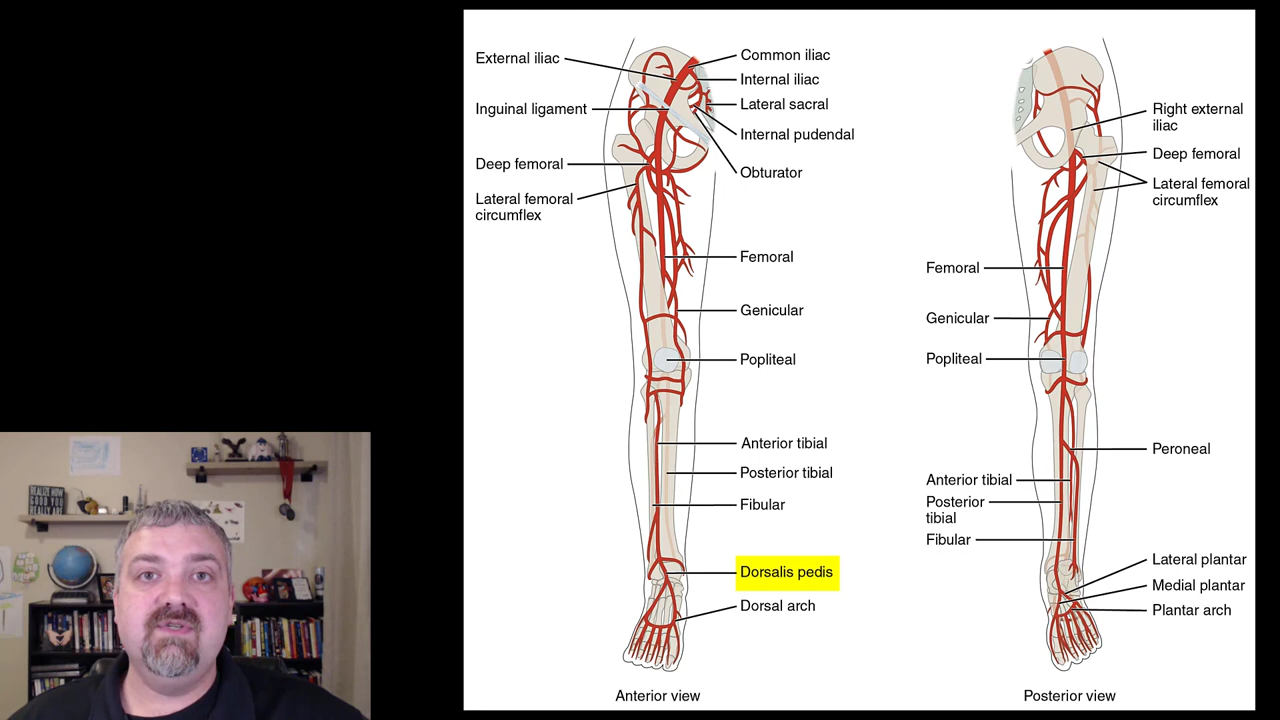 External iliac
Inguinal ligament
Deep femoral
Lateral femoral
circumflex
Common iliac
Internal iliac
Lateral sacral
Internal pudendal
Obturator
Femoral
Genicular
Popliteal
Anterior tibial
Posterior tibial
Fibular
Dorsalis pedis
Dorsal arch
Anterior view
Right external
iliac
Deep femoral
Lateral femoral
circumflex
Femoral
Genicular
Popliteal
Peroneal
Anterior tibial
Posterior
tibial
Fibular
Lateral plantar
Medial plantar
Plantar arch
Posterior view